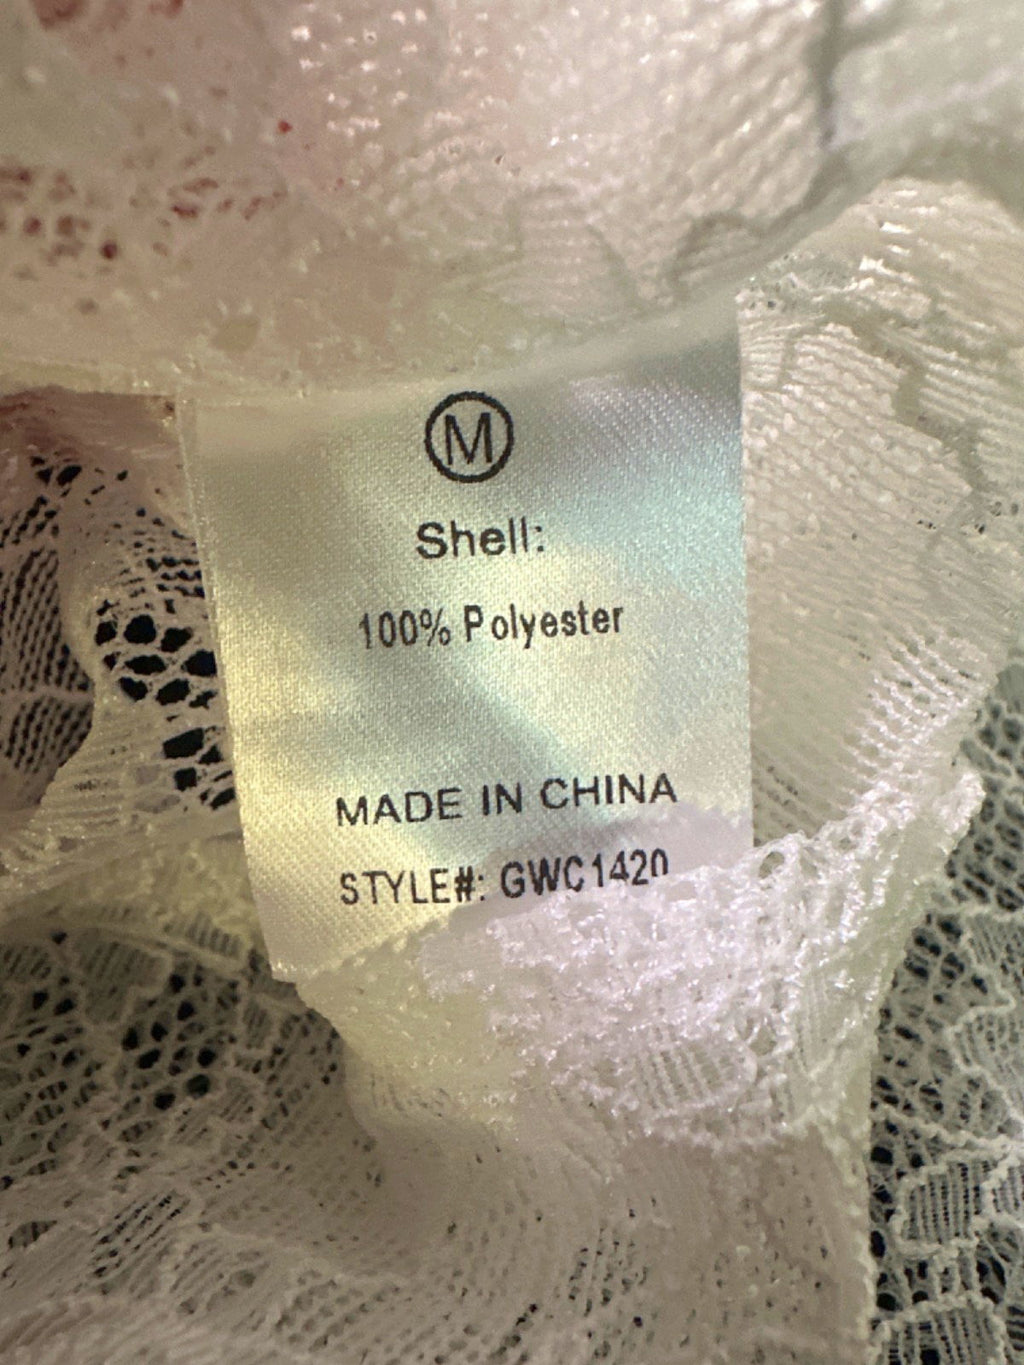 M
Shell:
100% Polyester
MADE IN CHINA
STYLE#: GWC1420